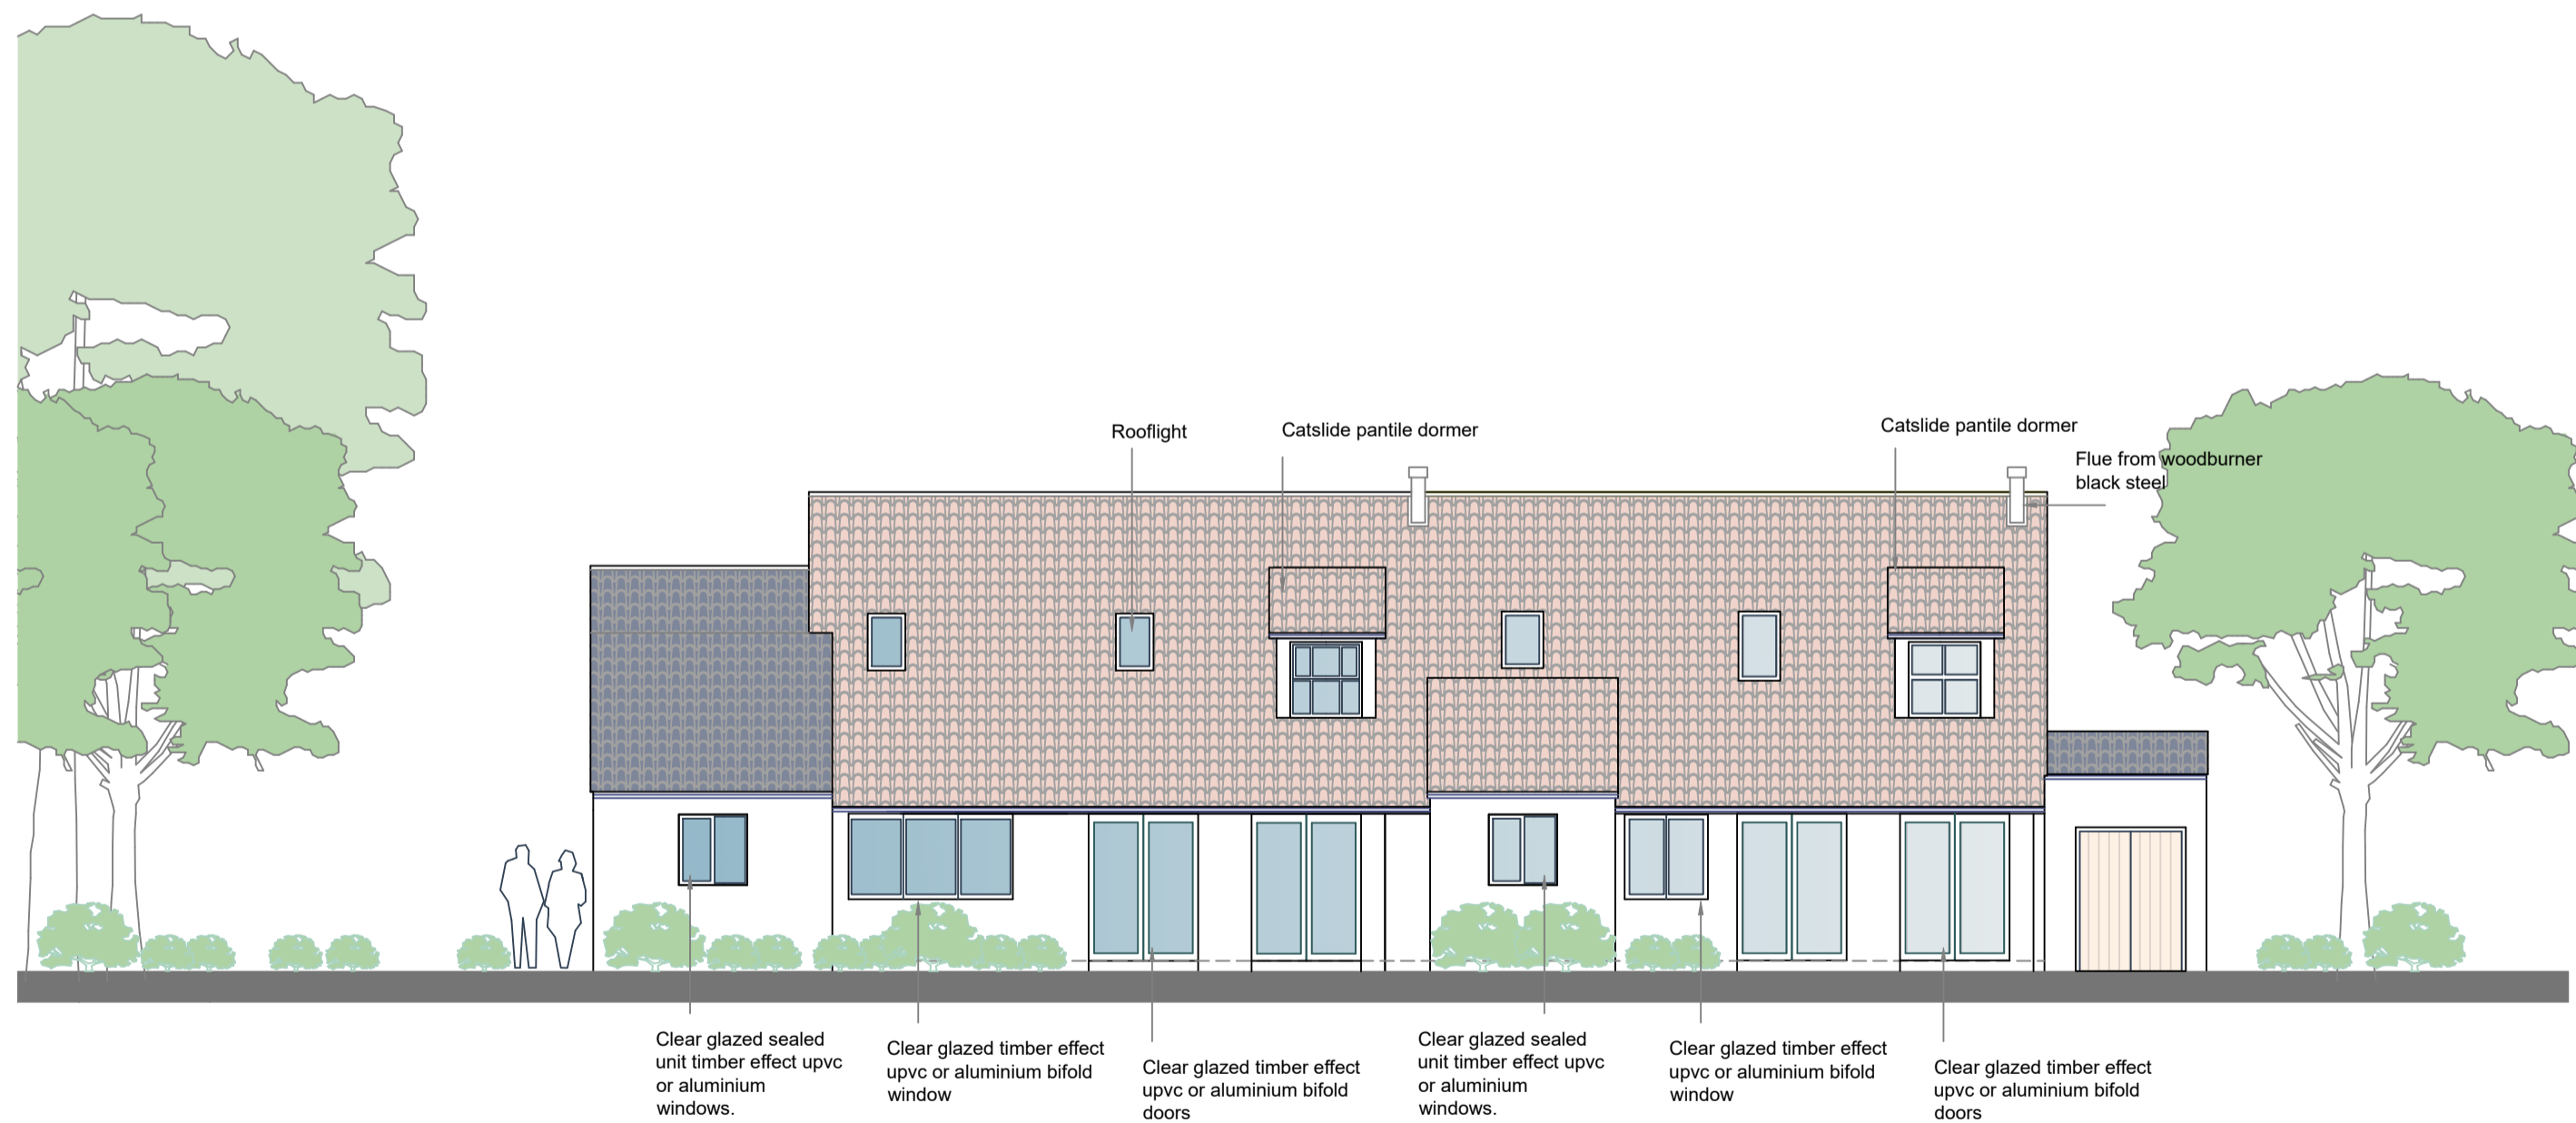 Rooflight
Catslide pantile dormer
Catslide pantile dormer
Flue from woodburner
black steel
Clear glazed sealed
unit timber effect upvc
or aluminium
windows.
Clear glazed timber effect
upvc or aluminium bifold
window
Clear glazed timber effect
upvc or aluminium bifold
doors
Clear glazed sealed
unit timber effect upvc
or aluminium
windows.
Clear glazed timber effect
upvc or aluminium bifold
window
Clear glazed timber effect
upvc or aluminium bifold
doors